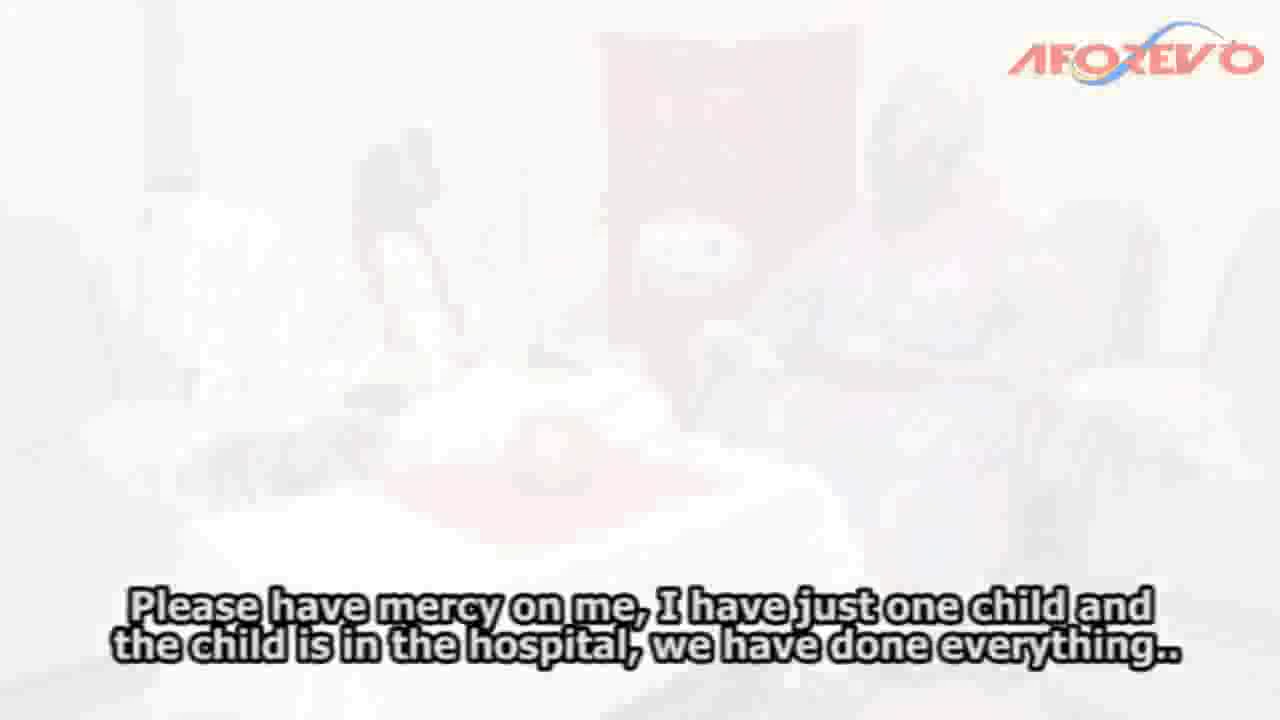 AFOREVO
Please have mercy on me, I have just one child and
the child is in the hospital, we have done everything..